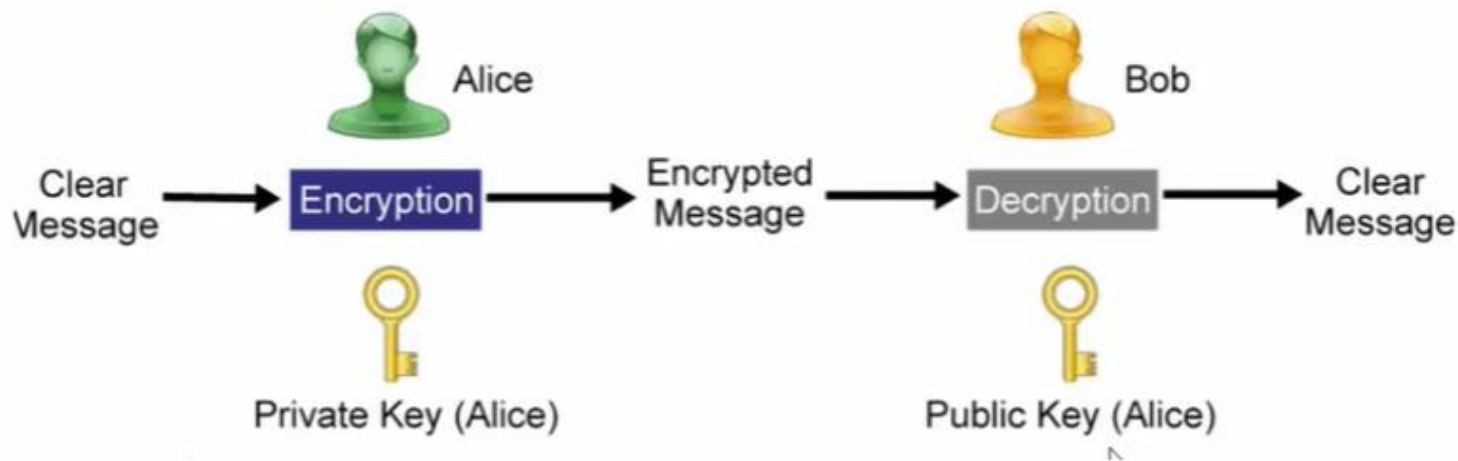 Alice
Bob
Clear
Message
Encryption
Encrypted
Message
Decryption
Clear
Message
Private Key (Alice)
Public Key (Alice)